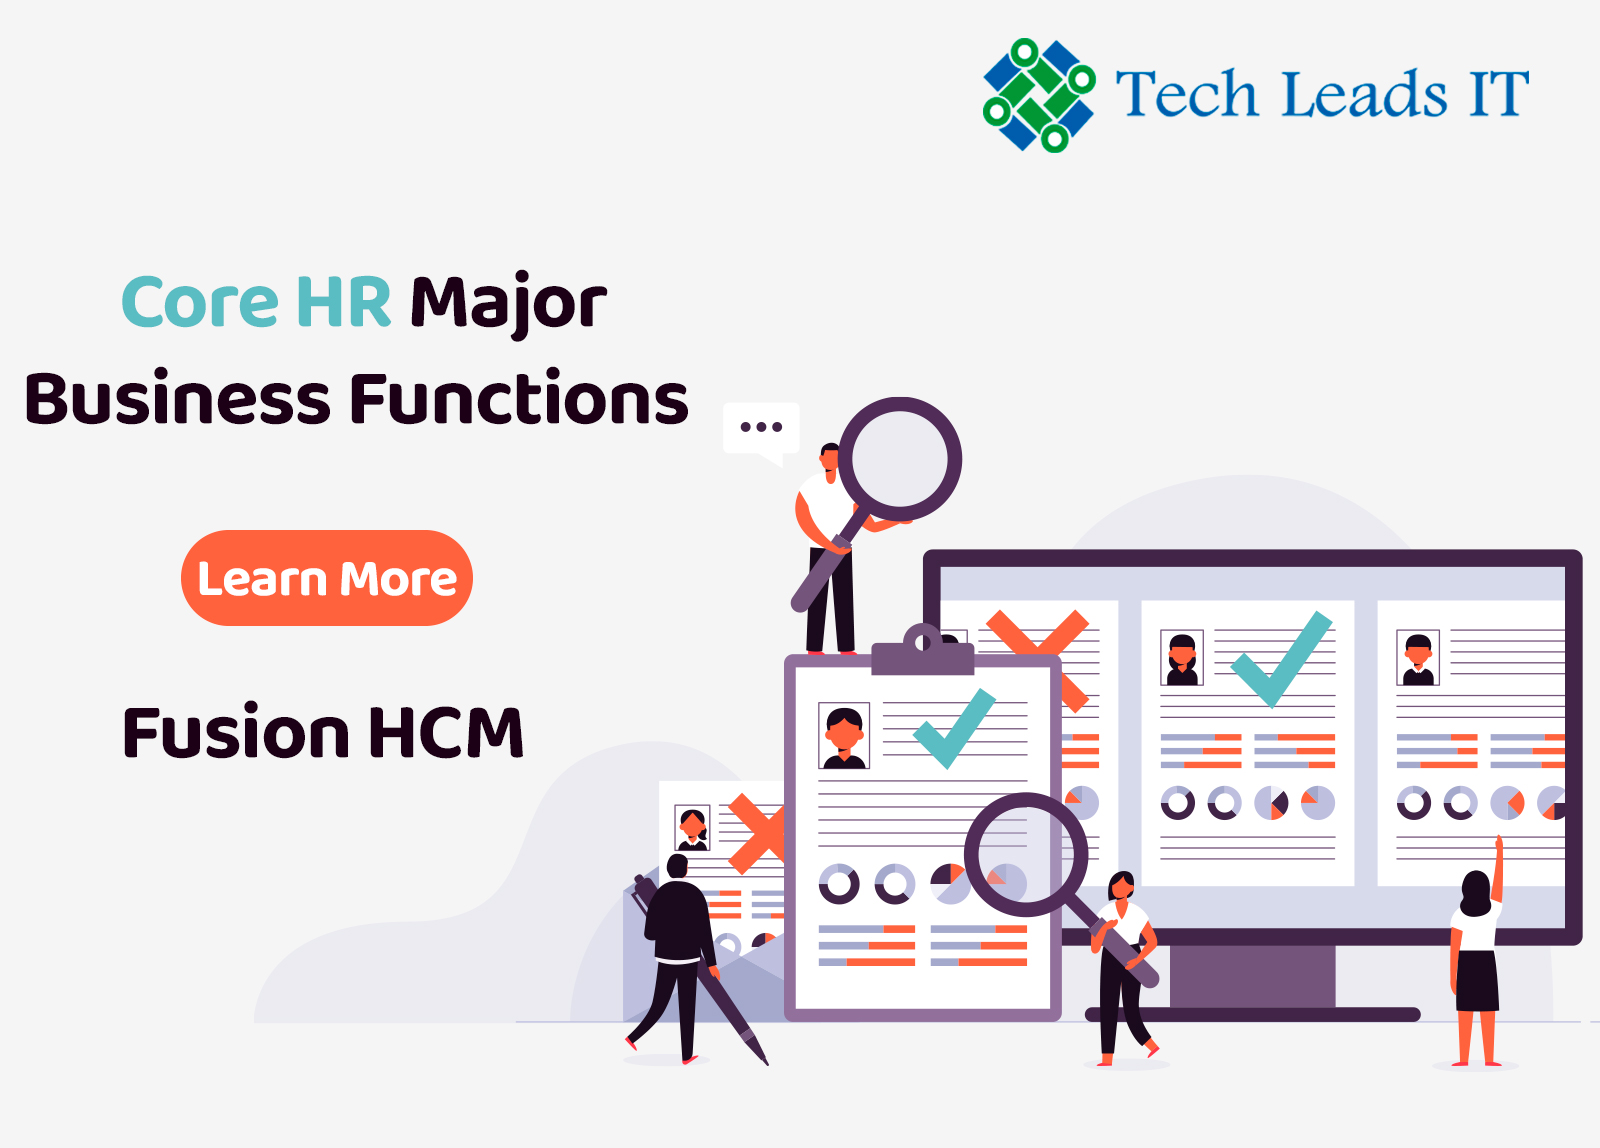 Tech Leads IT
Core HR Major
Business Functions
Learn More
Fusion HCM